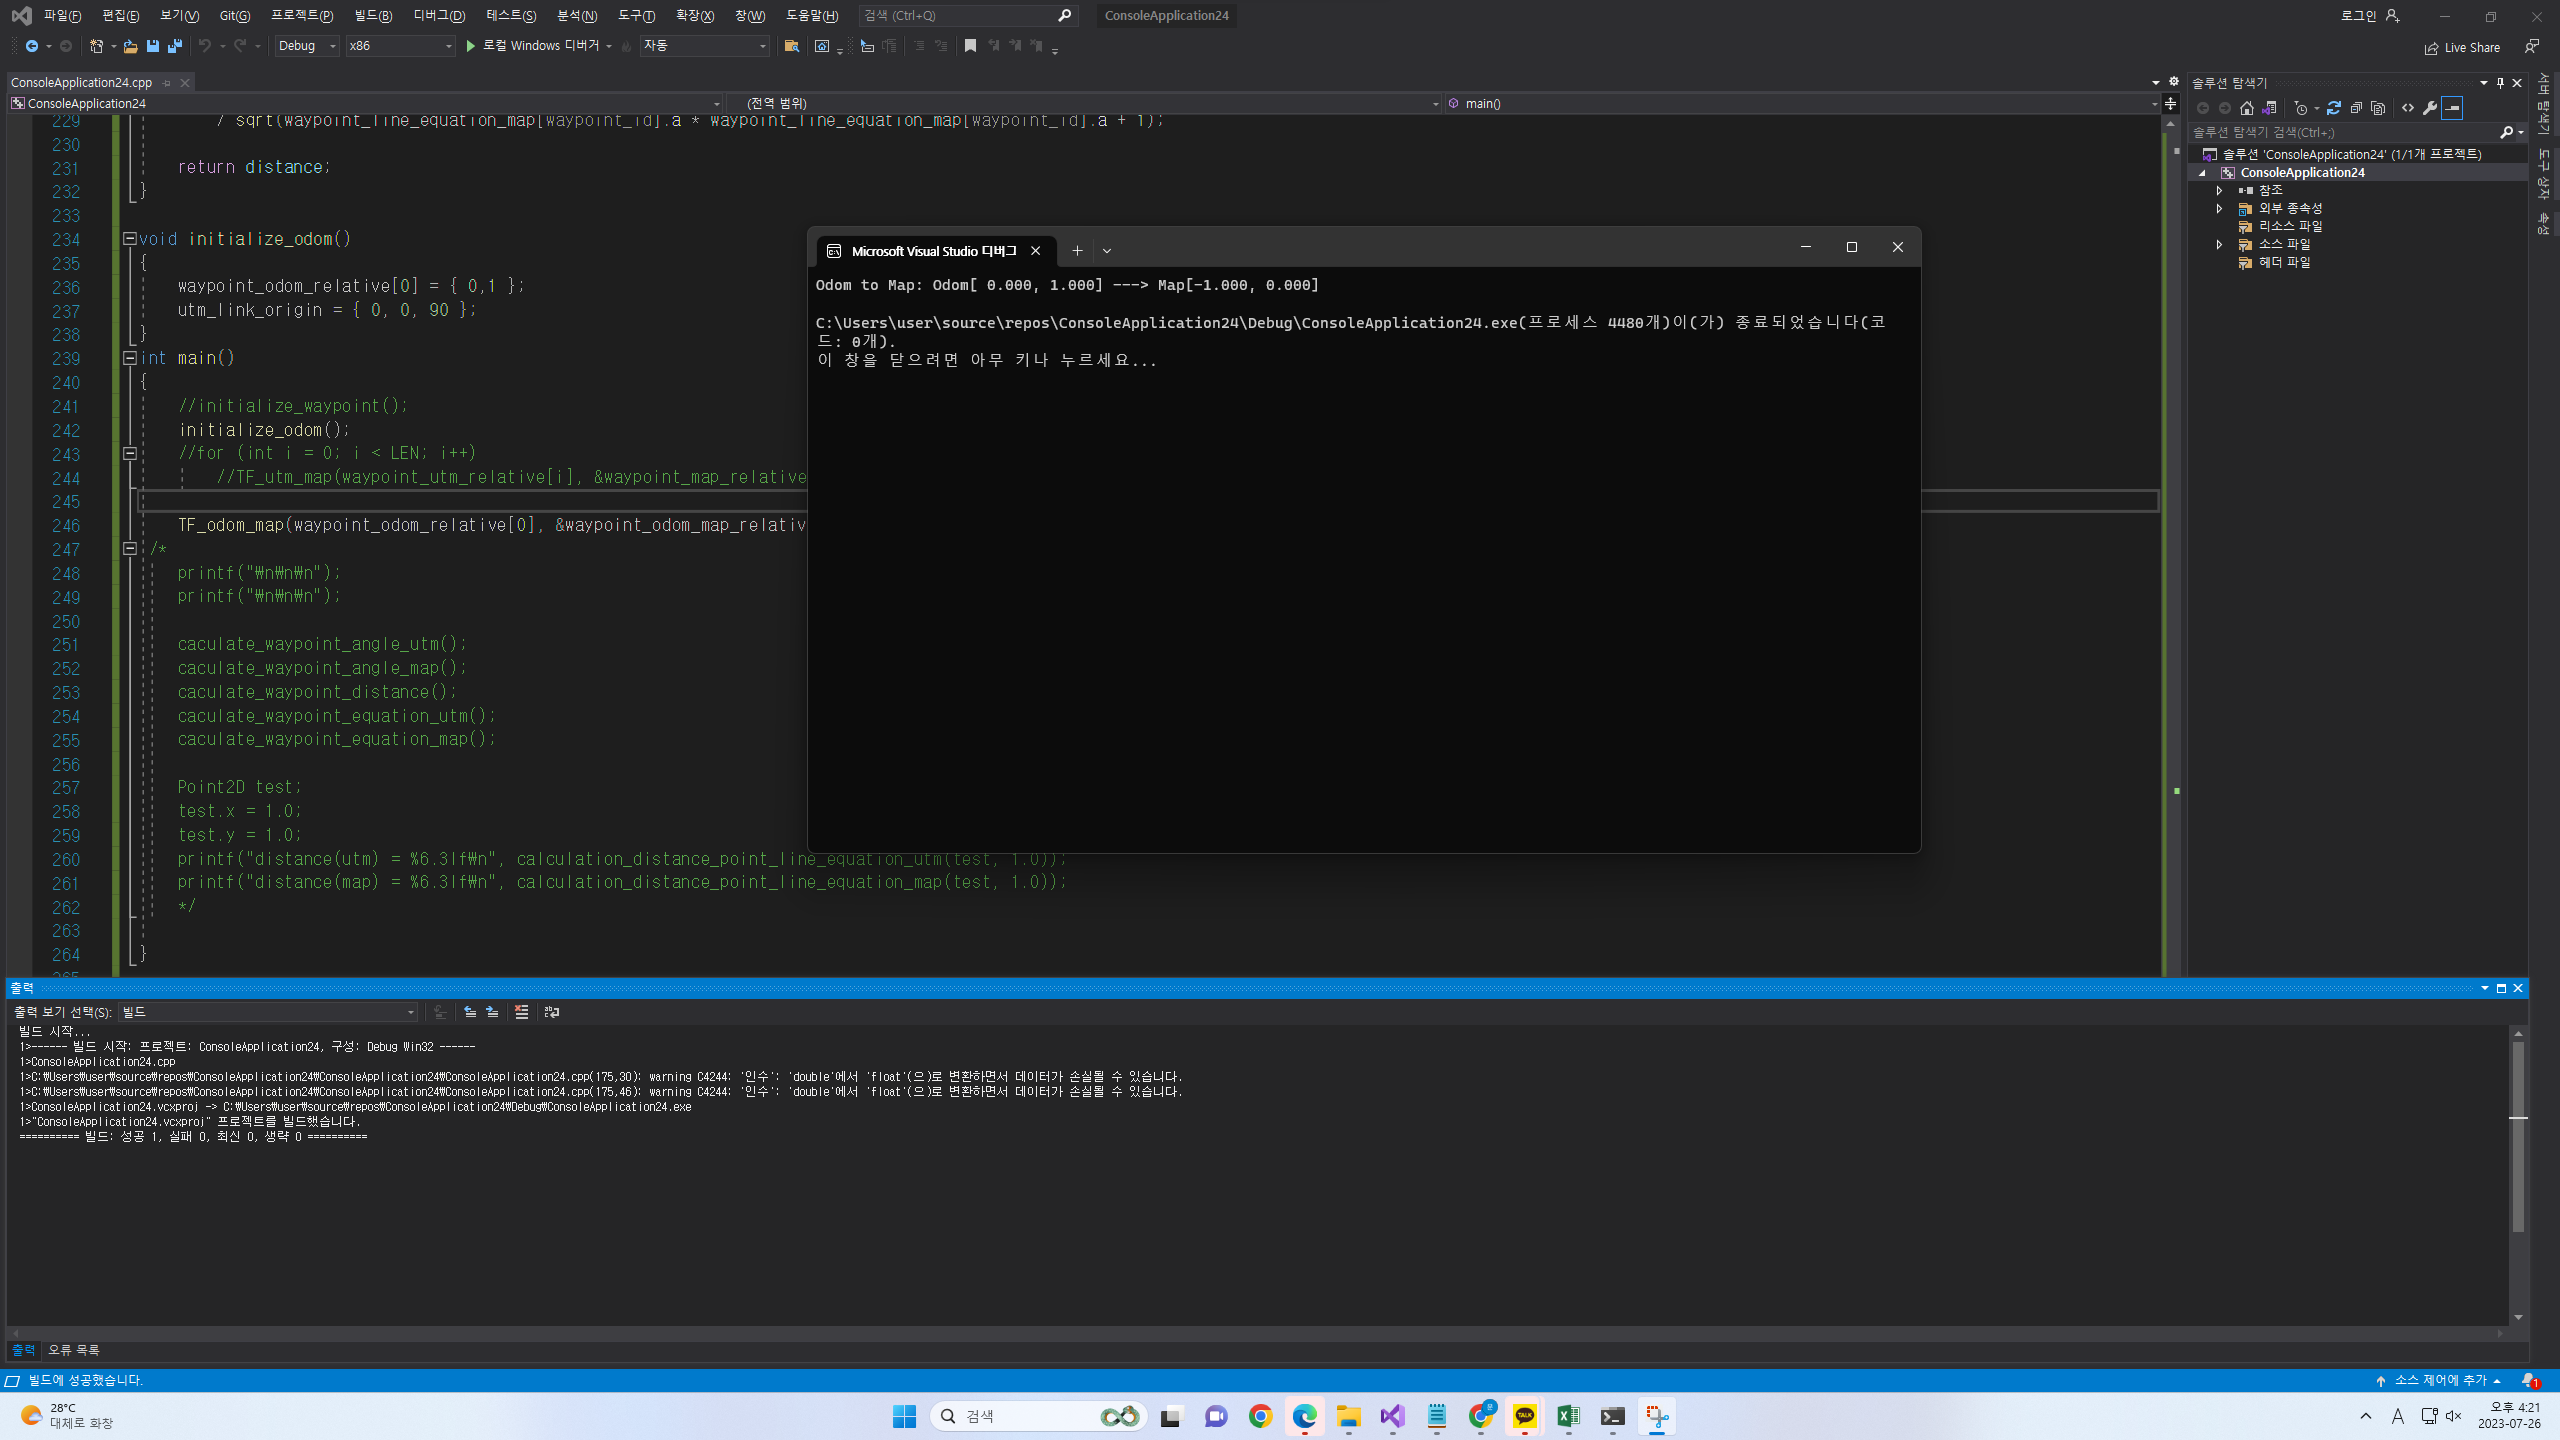 파일(F) 편집(E) 보기(V) Git(G) 프로젝트(P) 빌드(B) 디버그(D) 테스트(S) 분석(N) 도구(T) 확장(X) 창(W) 도움말(H) 검색 (Ctrl+Q) ConsoleApplication24 로그인
Debug x86 로컬 Windows 디버거 자동 Live Share
ConsoleApplication24.cpp
ConsoleApplication24 (전역 범위) main()
229 / sqrt(waypoint_line_equation_map[waypoint_id].a * waypoint_line_equation_map[waypoint_id].a + 1);
230
231 return distance;
232 }
233
234 void initialize_odom()
235 {
236 waypoint_odom_relative[0] = { 0,1 };
237 utm_link_origin = { 0, 0, 90 };
238 }
239 int main()
240 {
241 //initialize_waypoint();
242 initialize_odom();
243 //for (int i = 0; i < LEN; i++)
244 //TF_utm_map(waypoint_utm_relative[i], &waypoint_map_relative
245
246 TF_odom_map(waypoint_odom_relative[0], &waypoint_odom_map_relativ
247 /*
248 printf("₩n₩n₩n");
249 printf("₩n₩n₩n");
250
251 caculate_waypoint_angle_utm();
252 caculate_waypoint_angle_map();
253 caculate_waypoint_distance();
254 caculate_waypoint_equation_utm();
255 caculate_waypoint_equation_map();
256
257 Point2D test;
258 test.x = 1.0;
259 test.y = 1.0;
260 printf("distance(utm) = %6.3lf₩n", calculation_distance_point_line_equation_utm(test, 1.0));
261 printf("distance(map) = %6.3lf₩n", calculation_distance_point_line_equation_map(test, 1.0));
262 */
263
264 }
265
Microsoft Visual Studio 디버그
Odom to Map: Odom[ 0.000, 1.000] ---> Map[-1.000, 0.000]
C:\Users\user\source\repos\ConsoleApplication24\Debug\ConsoleApplication24.exe(프로세스 4480개)이(가) 종료되었습니다(코
드: 0개).
이 창을 닫으려면 아무 키나 누르세요...
솔루션 탐색기
솔루션 탐색기 검색(Ctrl+;)
솔루션 'ConsoleApplication24' (1/1개 프로젝트)
ConsoleApplication24
참조
외부 종속성
리소스 파일
소스 파일
헤더 파일
서버 탐색기
도구 상자
속성
출력
출력 보기 선택(S): 빌드
빌드 시작...
1>------ 빌드 시작: 프로젝트: ConsoleApplication24, 구성: Debug Win32 ------
1>ConsoleApplication24.cpp
1>C:₩Users₩user₩source₩repos₩ConsoleApplication24₩ConsoleApplication24₩ConsoleApplication24.cpp(175,30): warning C4244: '인수': 'double'에서 'float'(으)로 변환하면서 데이터가 손실될 수 있습니다.
1>C:₩Users₩user₩source₩repos₩ConsoleApplication24₩ConsoleApplication24₩ConsoleApplication24.cpp(175,46): warning C4244: '인수': 'double'에서 'float'(으)로 변환하면서 데이터가 손실될 수 있습니다.
1>ConsoleApplication24.vcxproj -> C:₩Users₩user₩source₩repos₩ConsoleApplication24₩Debug₩ConsoleApplication24.exe
1>"ConsoleApplication24.vcxproj" 프로젝트를 빌드했습니다.
========== 빌드: 성공 1, 실패 0, 최신 0, 생략 0 ==========
출력 오류 목록
빌드에 성공했습니다. 소스 제어에 추가 1
28°C
대체로 화창
검색
TALK
A
오후 4:21
2023-07-26